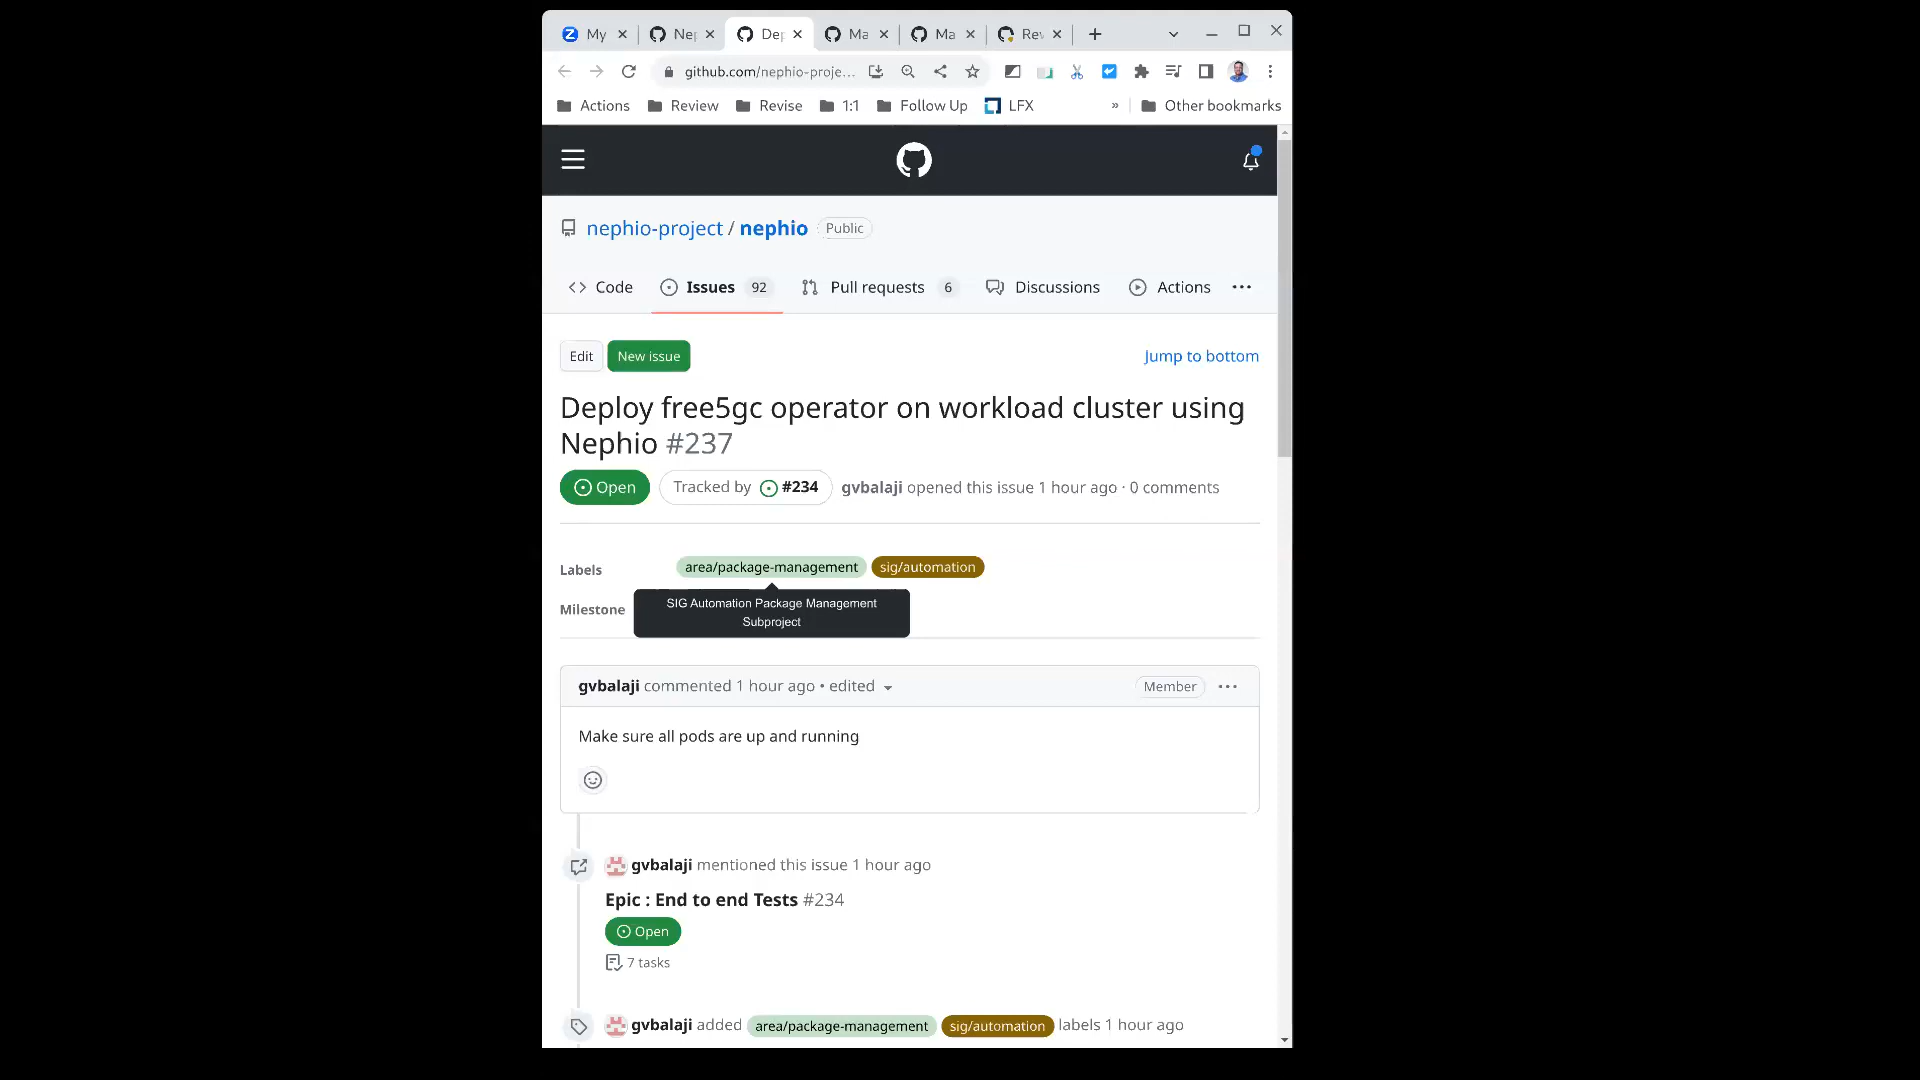 My
Nep
Dep
Ma
Ma
Rev
github.com/nephio-proje...
Actions
Review
Revise
1:1
Follow Up
LFX
»
Other bookmarks
nephio-project / nephio Public
Code
Issues 92
Pull requests 6
Discussions
Actions
Edit
New issue
Jump to bottom
Deploy free5gc operator on workload cluster using
Nephio #237
Open
Tracked by #234
gvbalaji opened this issue 1 hour ago · 0 comments
Labels
area/package-management
sig/automation
Milestone
SIG Automation Package Management
Subproject
gvbalaji commented 1 hour ago • edited
Member
Make sure all pods are up and running
gvbalaji mentioned this issue 1 hour ago
Epic : End to end Tests #234
Open
7 tasks
gvbalaji added area/package-management sig/automation labels 1 hour ago